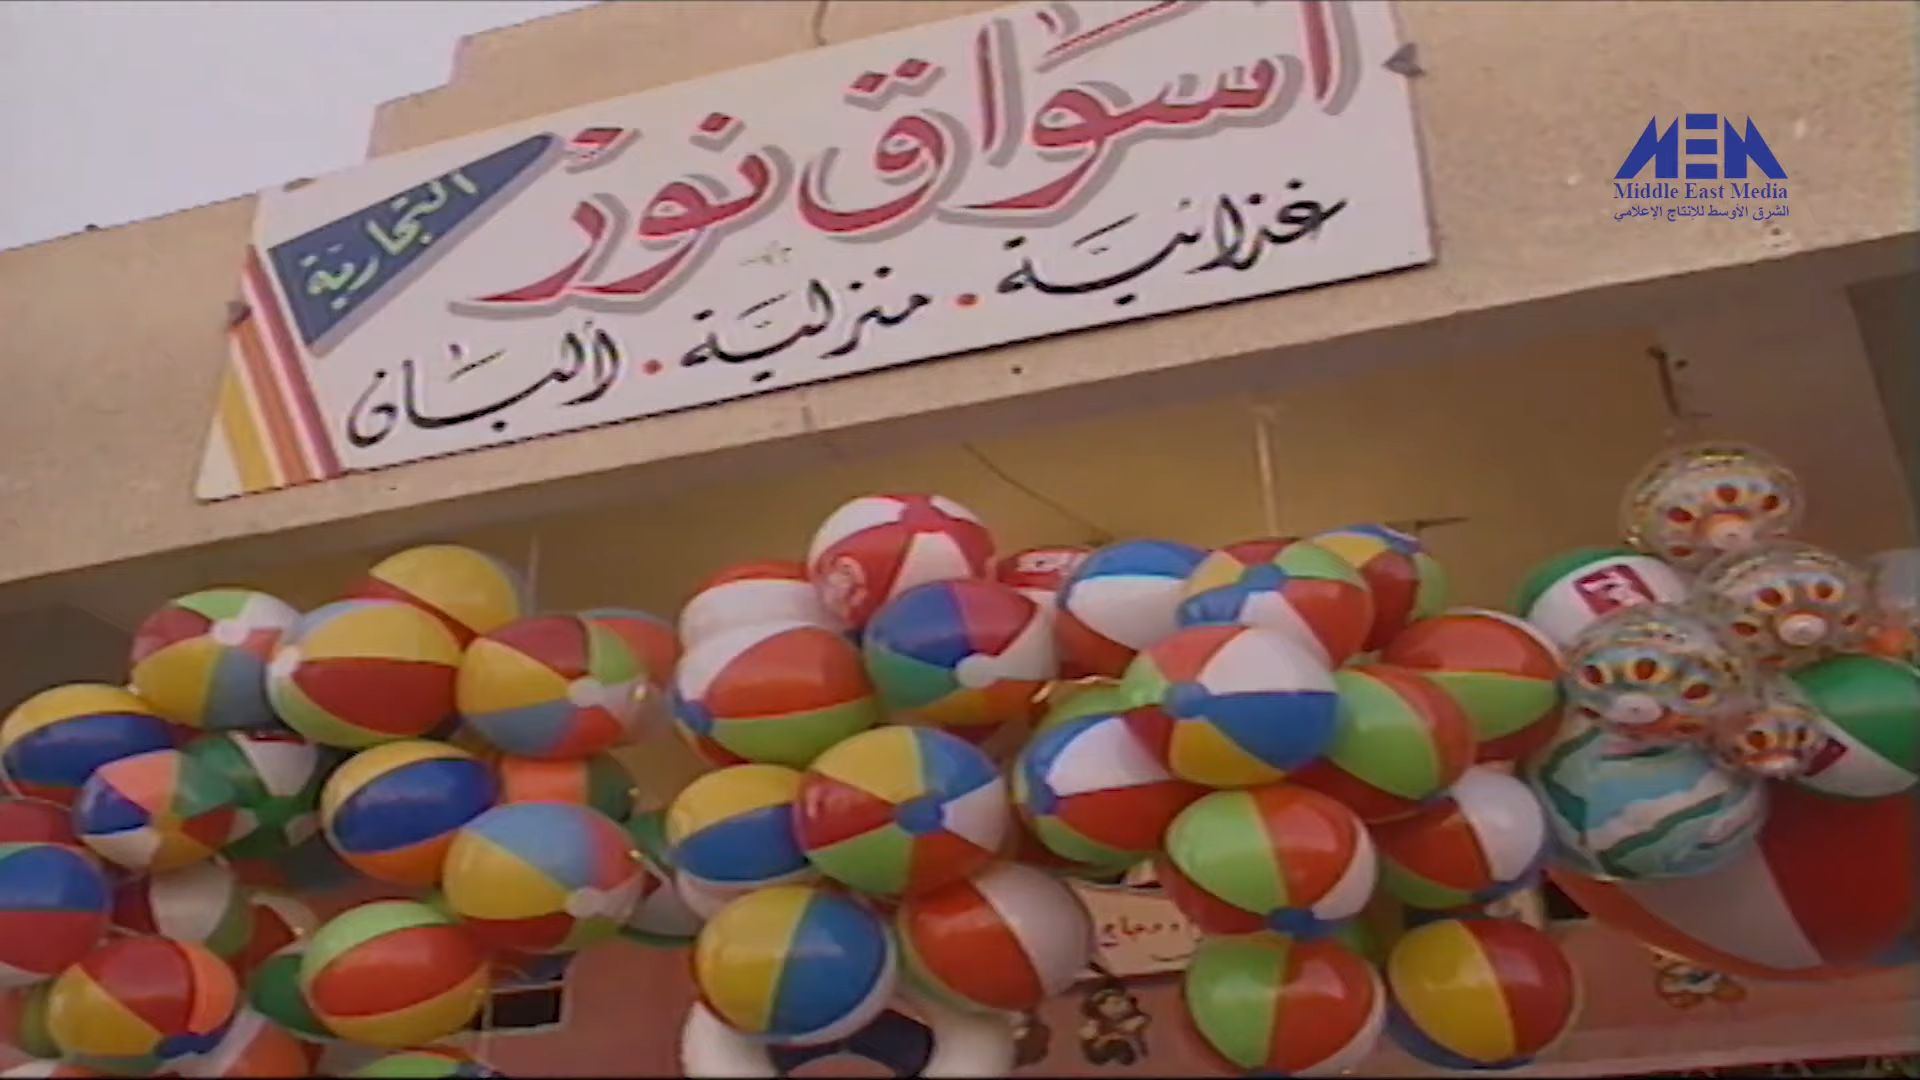 أسواق نور
التجارية
غذائية . منزلية . ألبان
MEM
Middle East Media
الشرق الأوسط للإنتاج الإعلامي